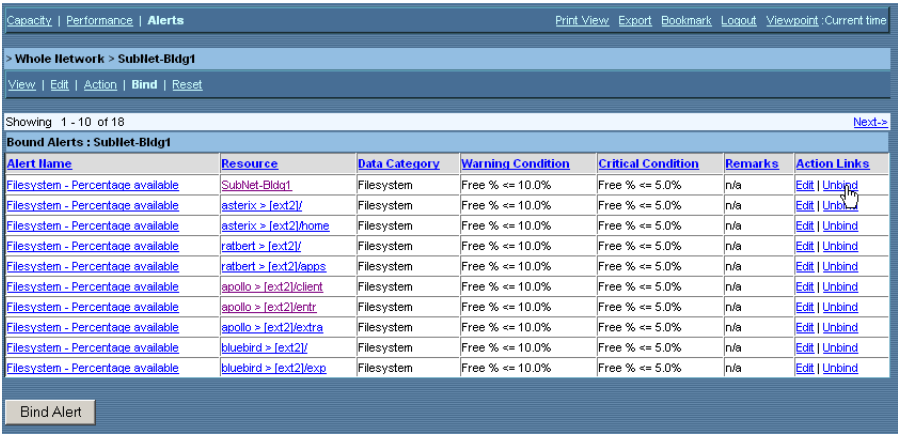 Capacity | Performance | Alerts Print View Export Bookmark Logout Viewpoint :Current time
> Whole Network > SubNet-Bldg1
View | Edit | Action | Bind | Reset
Showing 1 - 10 of 18 Next->
Bound Alerts : SubNet-Bldg1
Alert Name Resource Data Category Warning Condition Critical Condition Remarks Action Links
Filesystem - Percentage available SubNet-Bldg1 Filesystem Free % <= 10.0% Free % <= 5.0% n/a Edit | Unbind
Filesystem - Percentage available asterix > [ext2]/ Filesystem Free % <= 10.0% Free % <= 5.0% n/a Edit | Unbind
Filesystem - Percentage available asterix > [ext2]/home Filesystem Free % <= 10.0% Free % <= 5.0% n/a Edit | Unbind
Filesystem - Percentage available ratbert > [ext2]/ Filesystem Free % <= 10.0% Free % <= 5.0% n/a Edit | Unbind
Filesystem - Percentage available ratbert > [ext2]/apps Filesystem Free % <= 10.0% Free % <= 5.0% n/a Edit | Unbind
Filesystem - Percentage available apollo > [ext2]/client Filesystem Free % <= 10.0% Free % <= 5.0% n/a Edit | Unbind
Filesystem - Percentage available apollo > [ext2]/entr Filesystem Free % <= 10.0% Free % <= 5.0% n/a Edit | Unbind
Filesystem - Percentage available apollo > [ext2]/extra Filesystem Free % <= 10.0% Free % <= 5.0% n/a Edit | Unbind
Filesystem - Percentage available bluebird > [ext2]/ Filesystem Free % <= 10.0% Free % <= 5.0% n/a Edit | Unbind
Filesystem - Percentage available bluebird > [ext2]/exp Filesystem Free % <= 10.0% Free % <= 5.0% n/a Edit | Unbind
Bind Alert